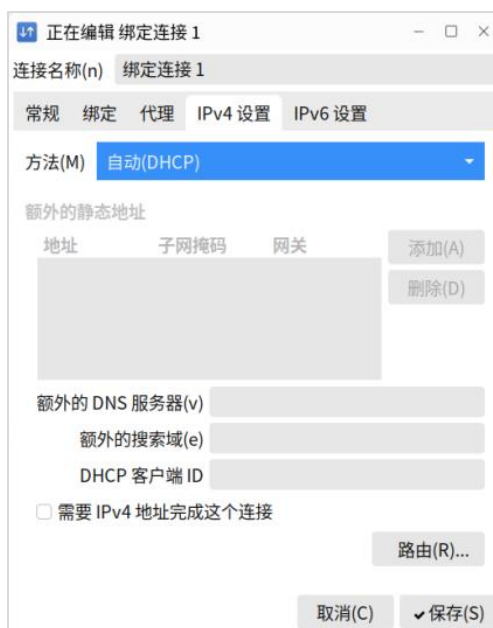 正在编辑 绑定连接 1
连接名称(n) 绑定连接 1
常规 绑定 代理 IPv4 设置 IPv6 设置
方法(M) 自动(DHCP)
额外的静态地址
地址 子网掩码 网关 添加(A)
删除(D)
额外的 DNS 服务器(v)
额外的搜索域(e)
DHCP 客户端 ID
需要 IPv4 地址完成这个连接
路由(R)...
取消(C) 保存(S)